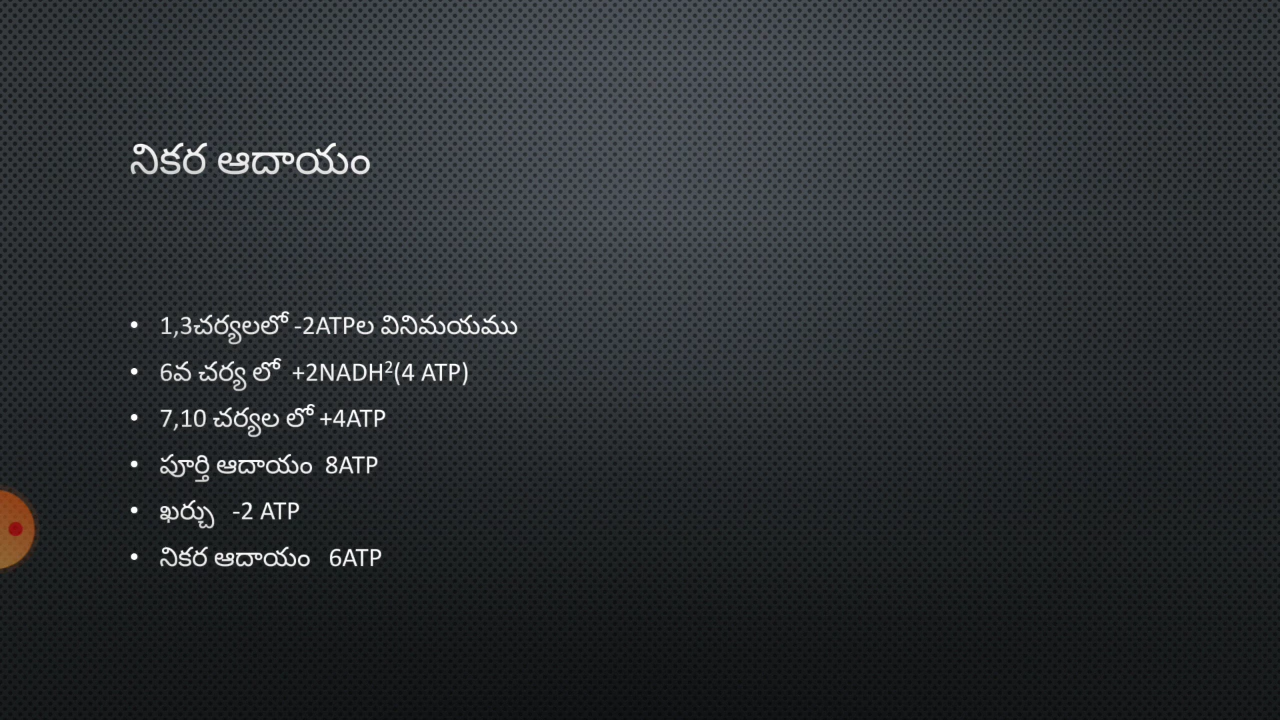 నికర ఆదాయం
• 1,3చర్యలలో -2ATPల వినిమయము
• 6వ చర్య లో +2NADH²(4 ATP)
• 7,10 చర్యల లో +4ATP
• పూర్తి ఆదాయం 8ATP
• ఖర్చు -2 ATP
• నికర ఆదాయం 6ATP